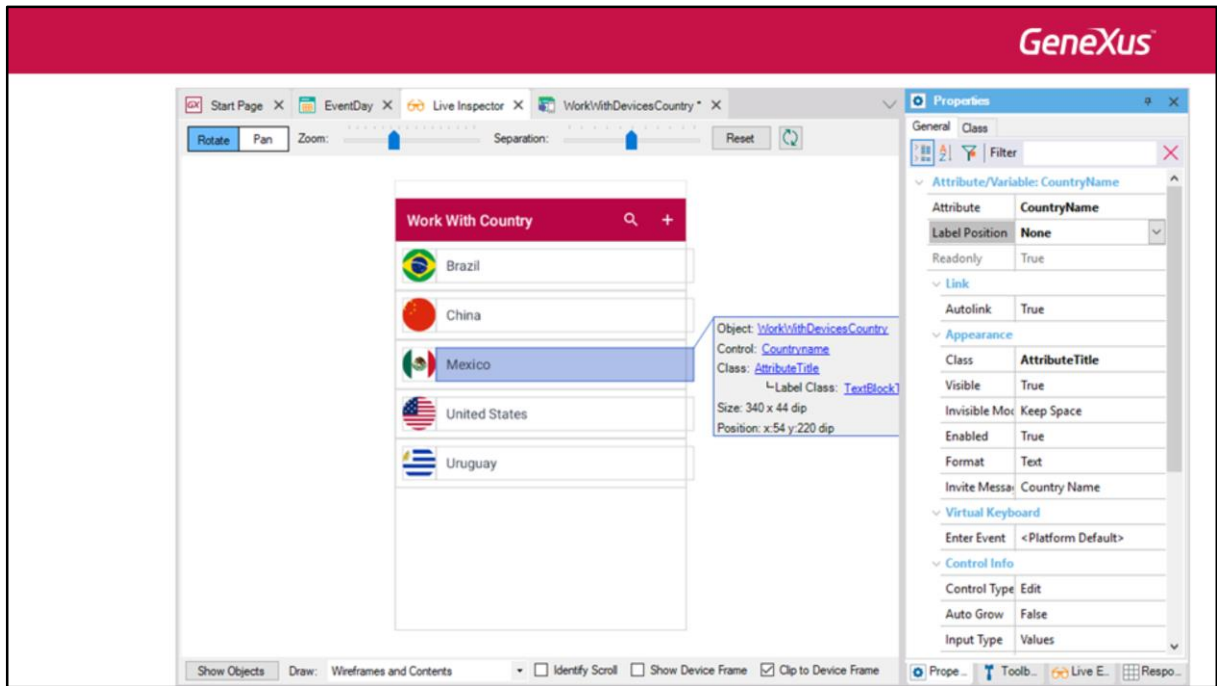 GeneXus
Start Page
EventDay
Live Inspector
WorkWithDevicesCountry *
Rotate
Pan
Zoom:
Separation:
Reset
Work With Country
Brazil
China
Mexico
United States
Uruguay
Object: WorkWithDevicesCountry
Control: Countryname
Class: AttributeTitle
Label Class: TextBlockT
Size: 340 x 44 dip
Position: x:54 y:220 dip
Show Objects
Draw: Wireframes and Contents
Identify Scroll
Show Device Frame
Clip to Device Frame
Properties
General Class
Filter
Attribute/Variable: CountryName
Attribute CountryName
Label Position None
Readonly True
Link
Autolink True
Appearance
Class AttributeTitle
Visible True
Invisible Mod Keep Space
Enabled True
Format Text
Invite Messa Country Name
Virtual Keyboard
Enter Event <Platform Default>
Control Info
Control Type Edit
Auto Grow False
Input Type Values
Prope...
Toolb...
Live E...
Respo...